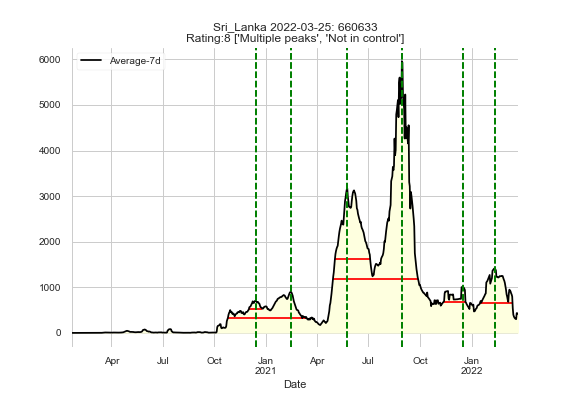 Sri_Lanka 2022-03-25: 660633
Rating:8 ['Multiple peaks', 'Not in control']
Average-7d
6000
5000
4000
3000
2000
1000
0
Apr Jul Oct Jan Apr Jul Oct Jan
2021 2022
Date